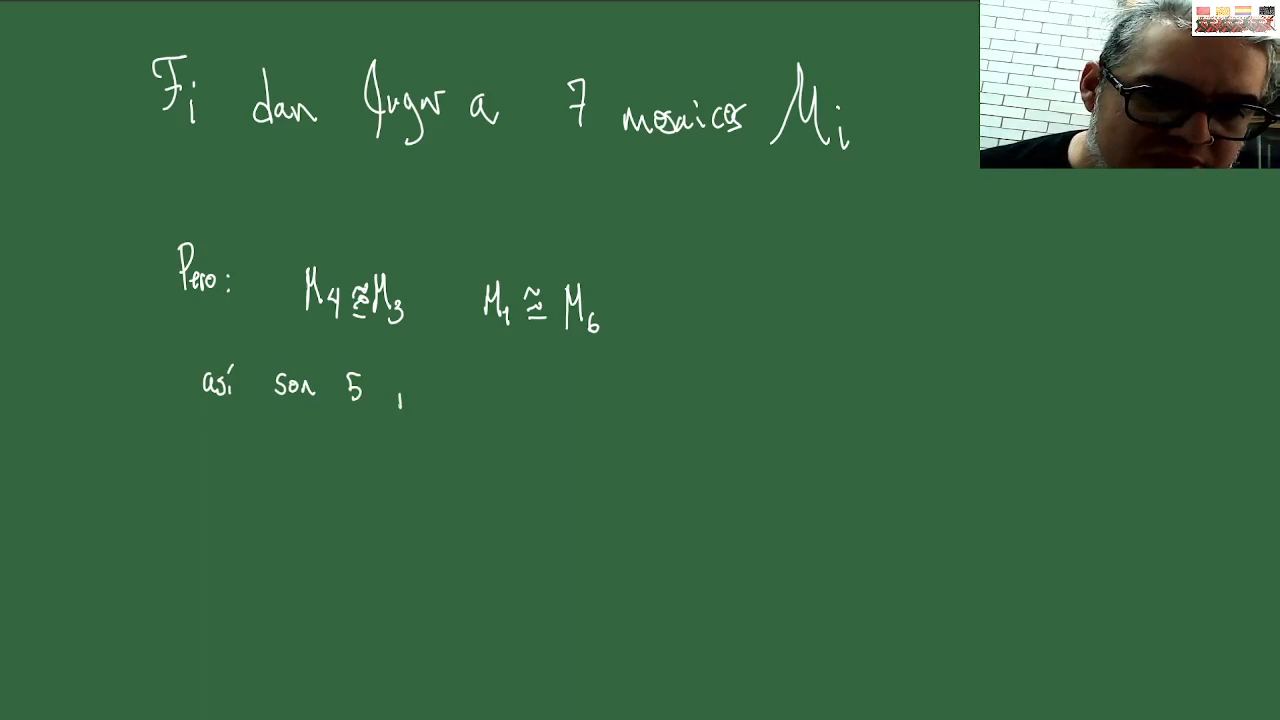 Fi dan lugar a 7 mosaicos Mi
Pero: M4 ≅ M3 M1 ≅ M6
así son 5